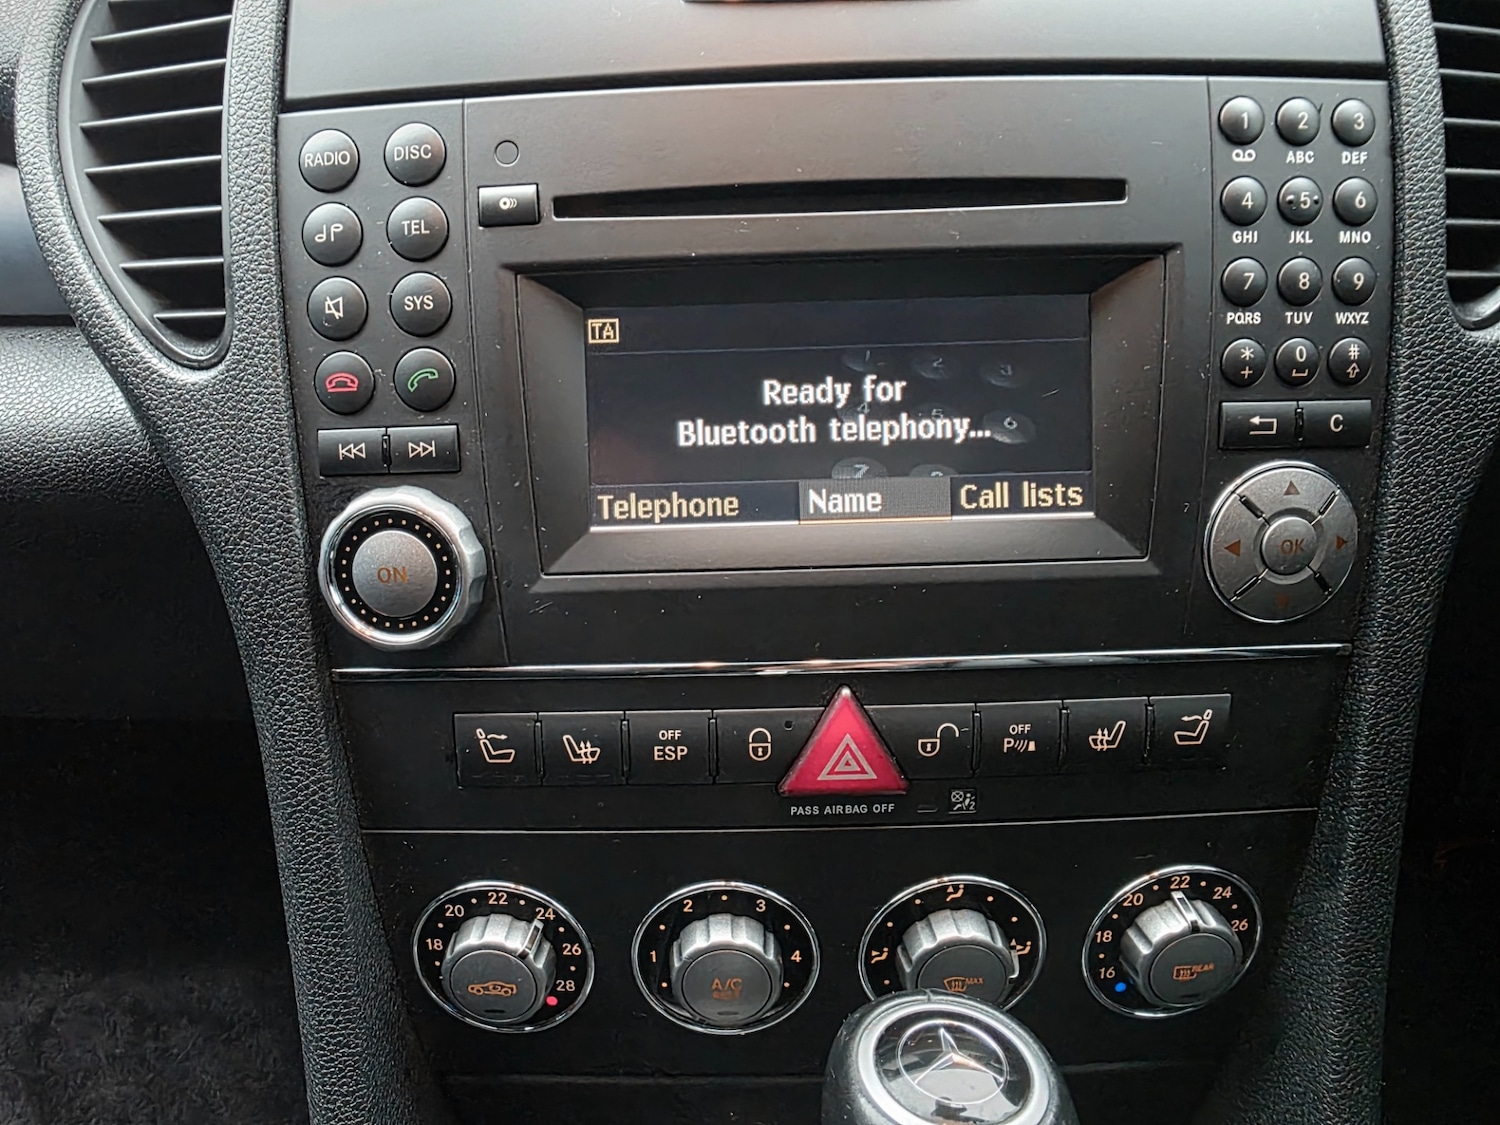 RADIO
DISC
TEL
SYS
ON
TA
Ready for
Bluetooth telephony...
Telephone Name Call lists
1 2 3
ABC DEF
4 5 6
GHI JKL MNO
7 8 9
PQRS TUV WXYZ
* 0 #
+
C
OK
OFF
ESP
OFF
P
PASS AIRBAG OFF
2
18 20 22 24 26 28
1 2 3 4
A/C
MAX
16 18 20 22 24 26
REAR